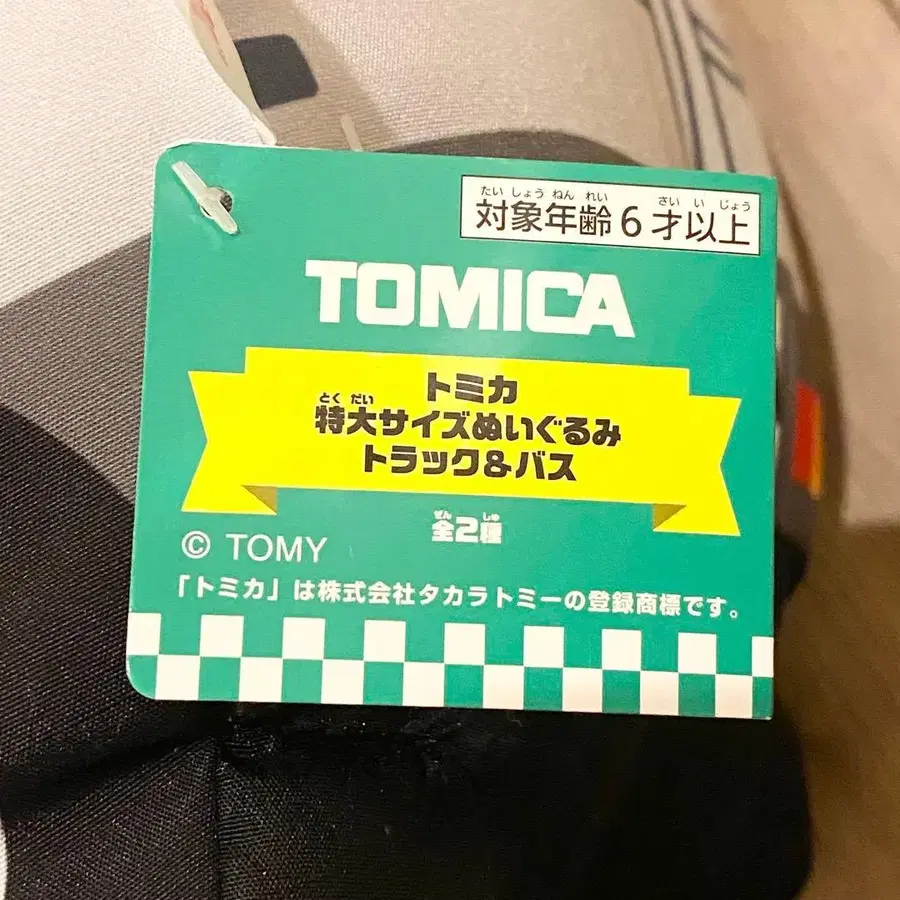 たいしょうねんれい さいいじょう
対象年齢6才以上
TOMICA
トミカ
とくだい
特大サイズぬいぐるみ
トラック&バス
ぜん しゅ
全2種
© TOMY
「トミカ」は株式会社タカラトミーの登録商標です。